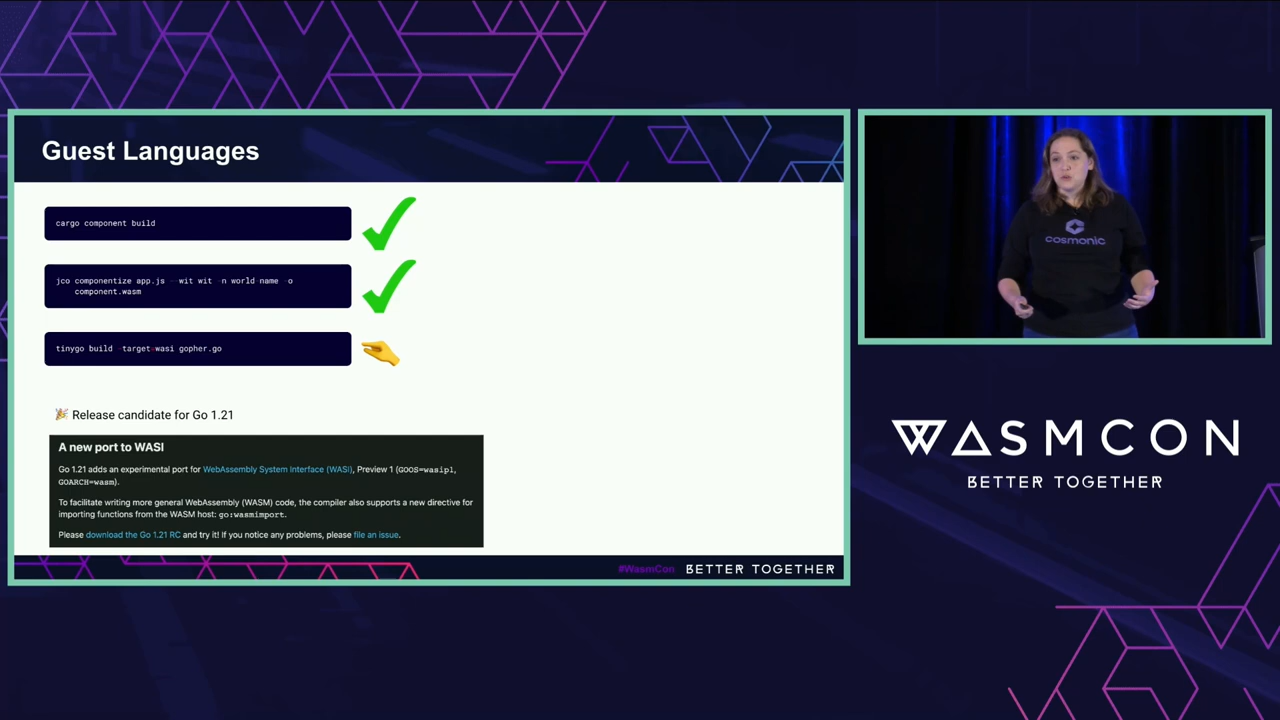 Guest Languages
cargo component build
jco componentize app.js --wit wit -n world name -o
component.wasm
tinygo build -target=wasi gopher.go
Release candidate for Go 1.21
A new port to WASI
Go 1.21 adds an experimental port for WebAssembly System Interface (WASI), Preview 1 (GOOS=wasip1,
GOARCH=wasm).
To facilitate writing more general WebAssembly (WASM) code, the compiler also supports a new directive for
importing functions from the WASM host: go:wasmimport.
Please download the Go 1.21 RC and try it! If you notice any problems, please file an issue.
#WasmCon BETTER TOGETHER
cosmonic
WASMCON
BETTER TOGETHER